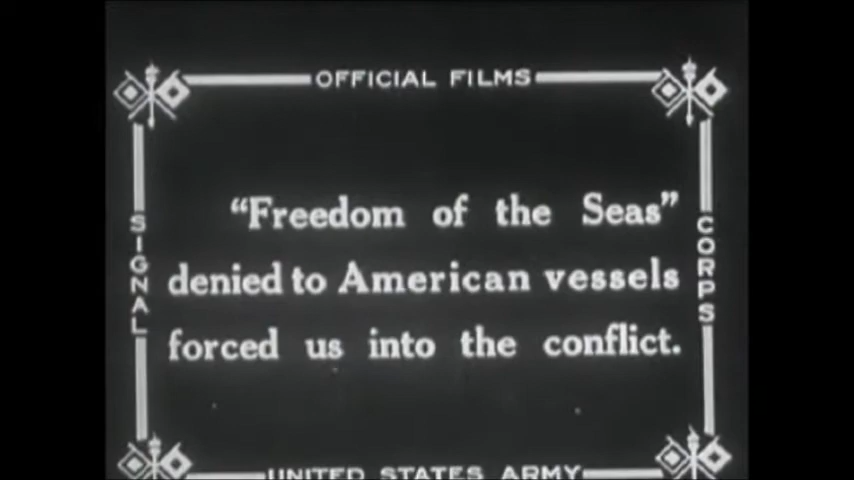 OFFICIAL FILMS
SIGNAL
CORPS
“Freedom of the Seas”
denied to American vessels
forced us into the conflict.
UNITED STATES ARMY